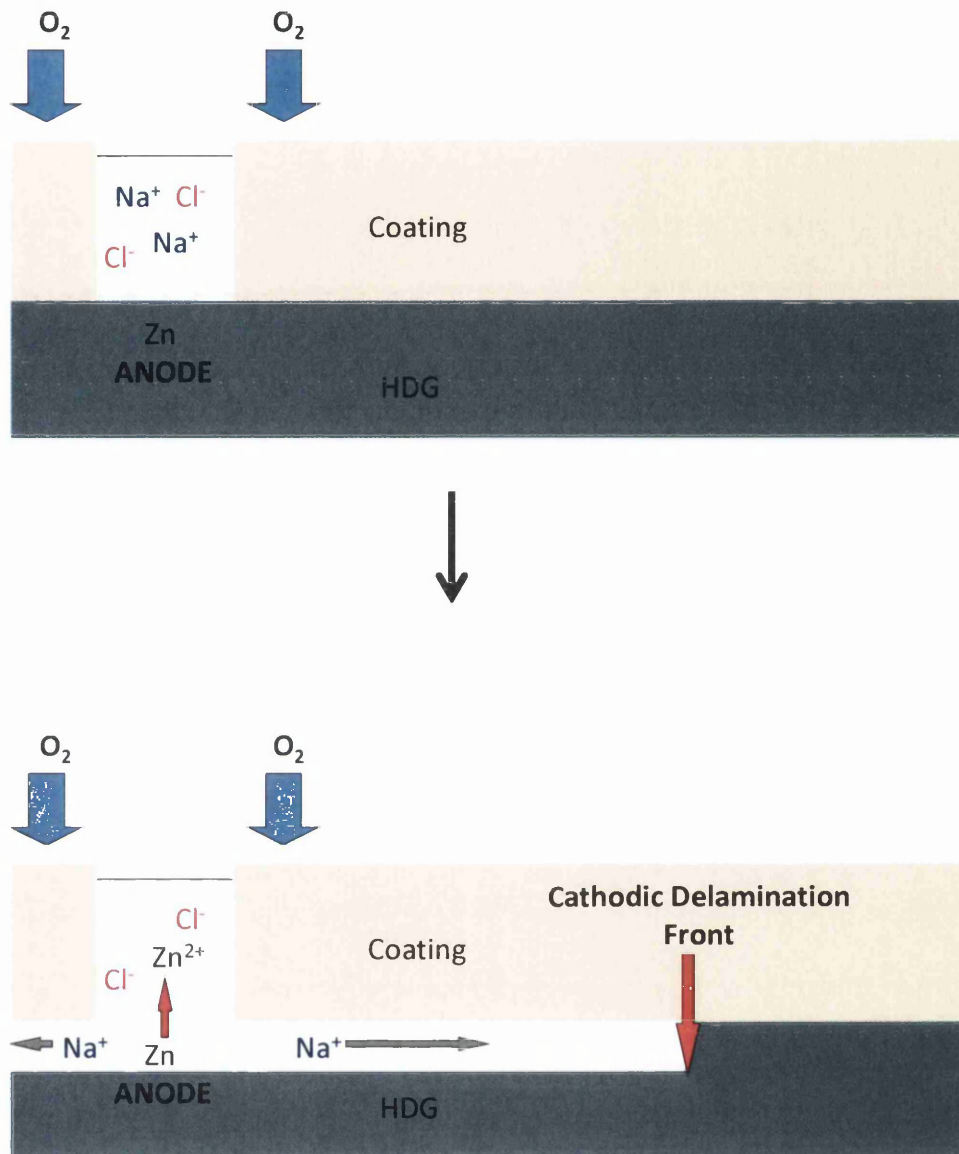 O₂ O₂
Na⁺ Cl⁻
Cl⁻ Na⁺
Coating
Zn
ANODE
HDG
O₂ O₂
Cathodic Delamination
Front
Cl⁻
Zn²⁺
Cl⁻
Coating
Na⁺ Na⁺
Zn
ANODE
HDG